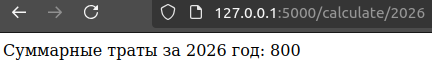 127.0.0.1:5000/calculate/2026
Суммарные траты за 2026 год: 800